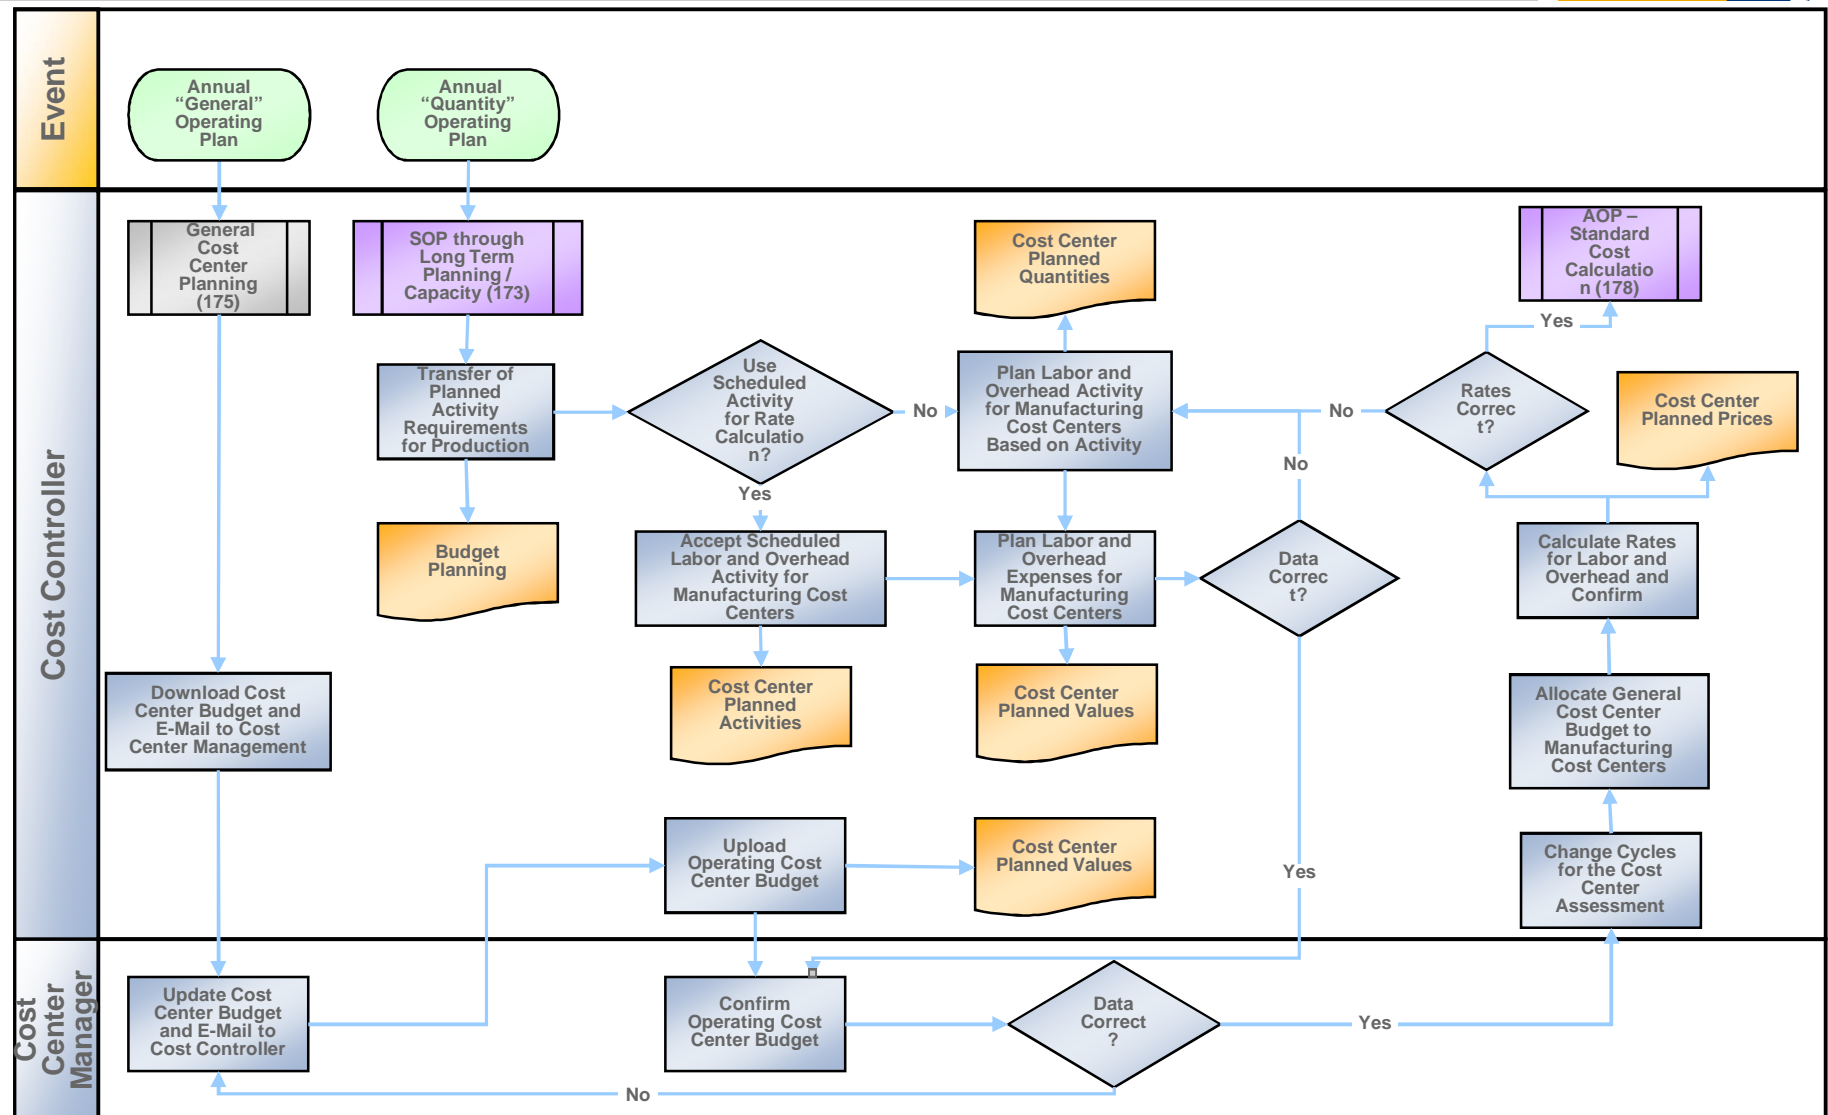 Event
Annual
“General”
Operating
Plan
Annual
“Quantity”
Operating
Plan
Cost Controller
General
Cost
Center
Planning
(175)
SOP through
Long Term
Planning /
Capacity (173)
Cost Center
Planned
Quantities
AOP –
Standard
Cost
Calculatio
n (178)
Yes
Transfer of
Planned
Activity
Requirements
for Production
Use
Scheduled
Activity
for Rate
Calculatio
n?
No
Plan Labor and
Overhead Activity
for Manufacturing
Cost Centers
Based on Activity
No
Rates
Correc
t?
Cost Center
Planned Prices
No
Yes
Budget
Planning
Accept Scheduled
Labor and Overhead
Activity for
Manufacturing Cost
Centers
Plan Labor and
Overhead
Expenses for
Manufacturing
Cost Centers
Data
Correc
t?
Calculate Rates
for Labor and
Overhead and
Confirm
Download Cost
Center Budget and
E-Mail to Cost
Center Management
Cost Center
Planned
Activities
Cost Center
Planned Values
Allocate General
Cost Center
Budget to
Manufacturing
Cost Centers
Upload
Operating Cost
Center Budget
Cost Center
Planned Values
Yes
Change Cycles
for the Cost
Center
Assessment
Cost
Center
Manager
Update Cost
Center Budget
and E-Mail to
Cost Controller
Confirm
Operating Cost
Center Budget
Data
Correct
?
Yes
No